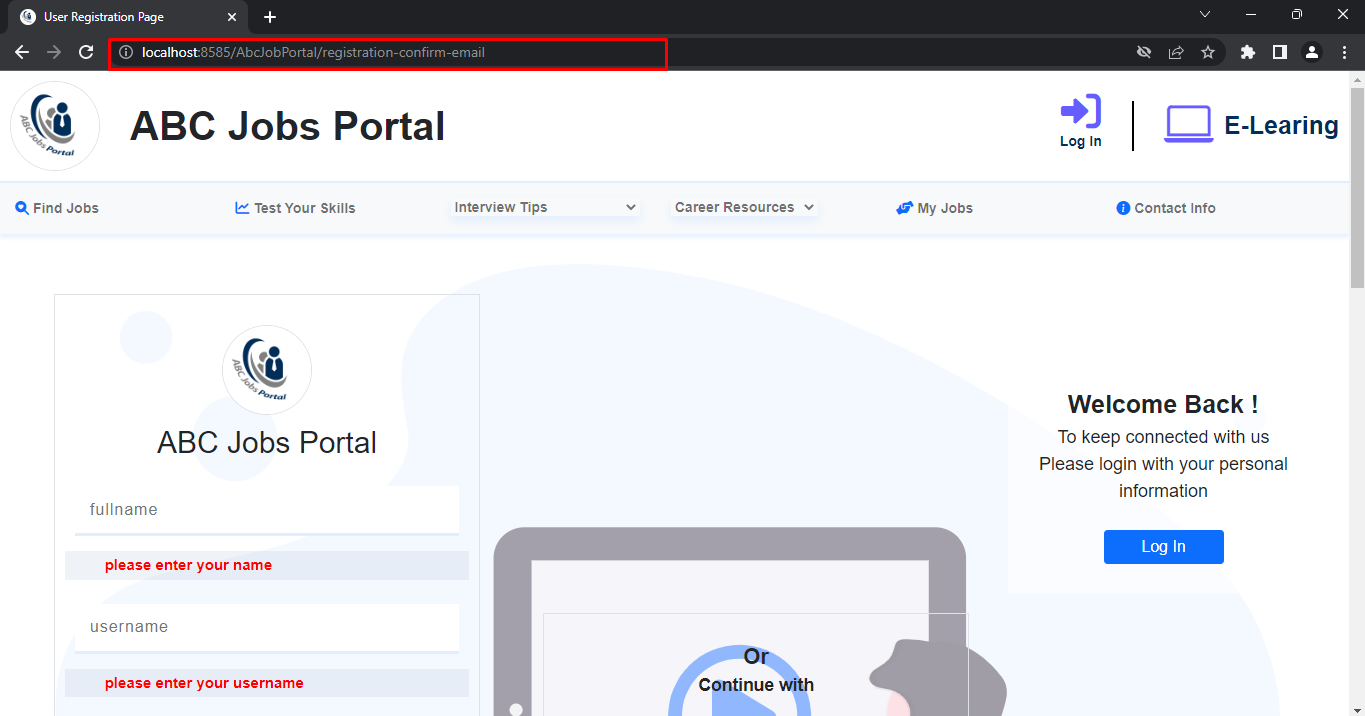 User Registration Page
localhost:8585/AbcJobPortal/registration-confirm-email
ABC Jobs Portal
ABC Jobs Portal
Log In
E-Learing
Find Jobs
Test Your Skills
Interview Tips
Career Resources
My Jobs
Contact Info
ABC Jobs Portal
ABC Jobs Portal
fullname
please enter your name
username
please enter your username
Welcome Back !
To keep connected with us
Please login with your personal
information
Log In
Or
Continue with